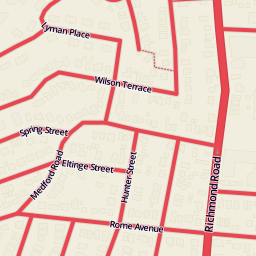 Lyman Place
Wilson Terrace
Spring Street
Medford Road
Eltinge Street
Hunter Street
Richmond Road
Rome Avenue